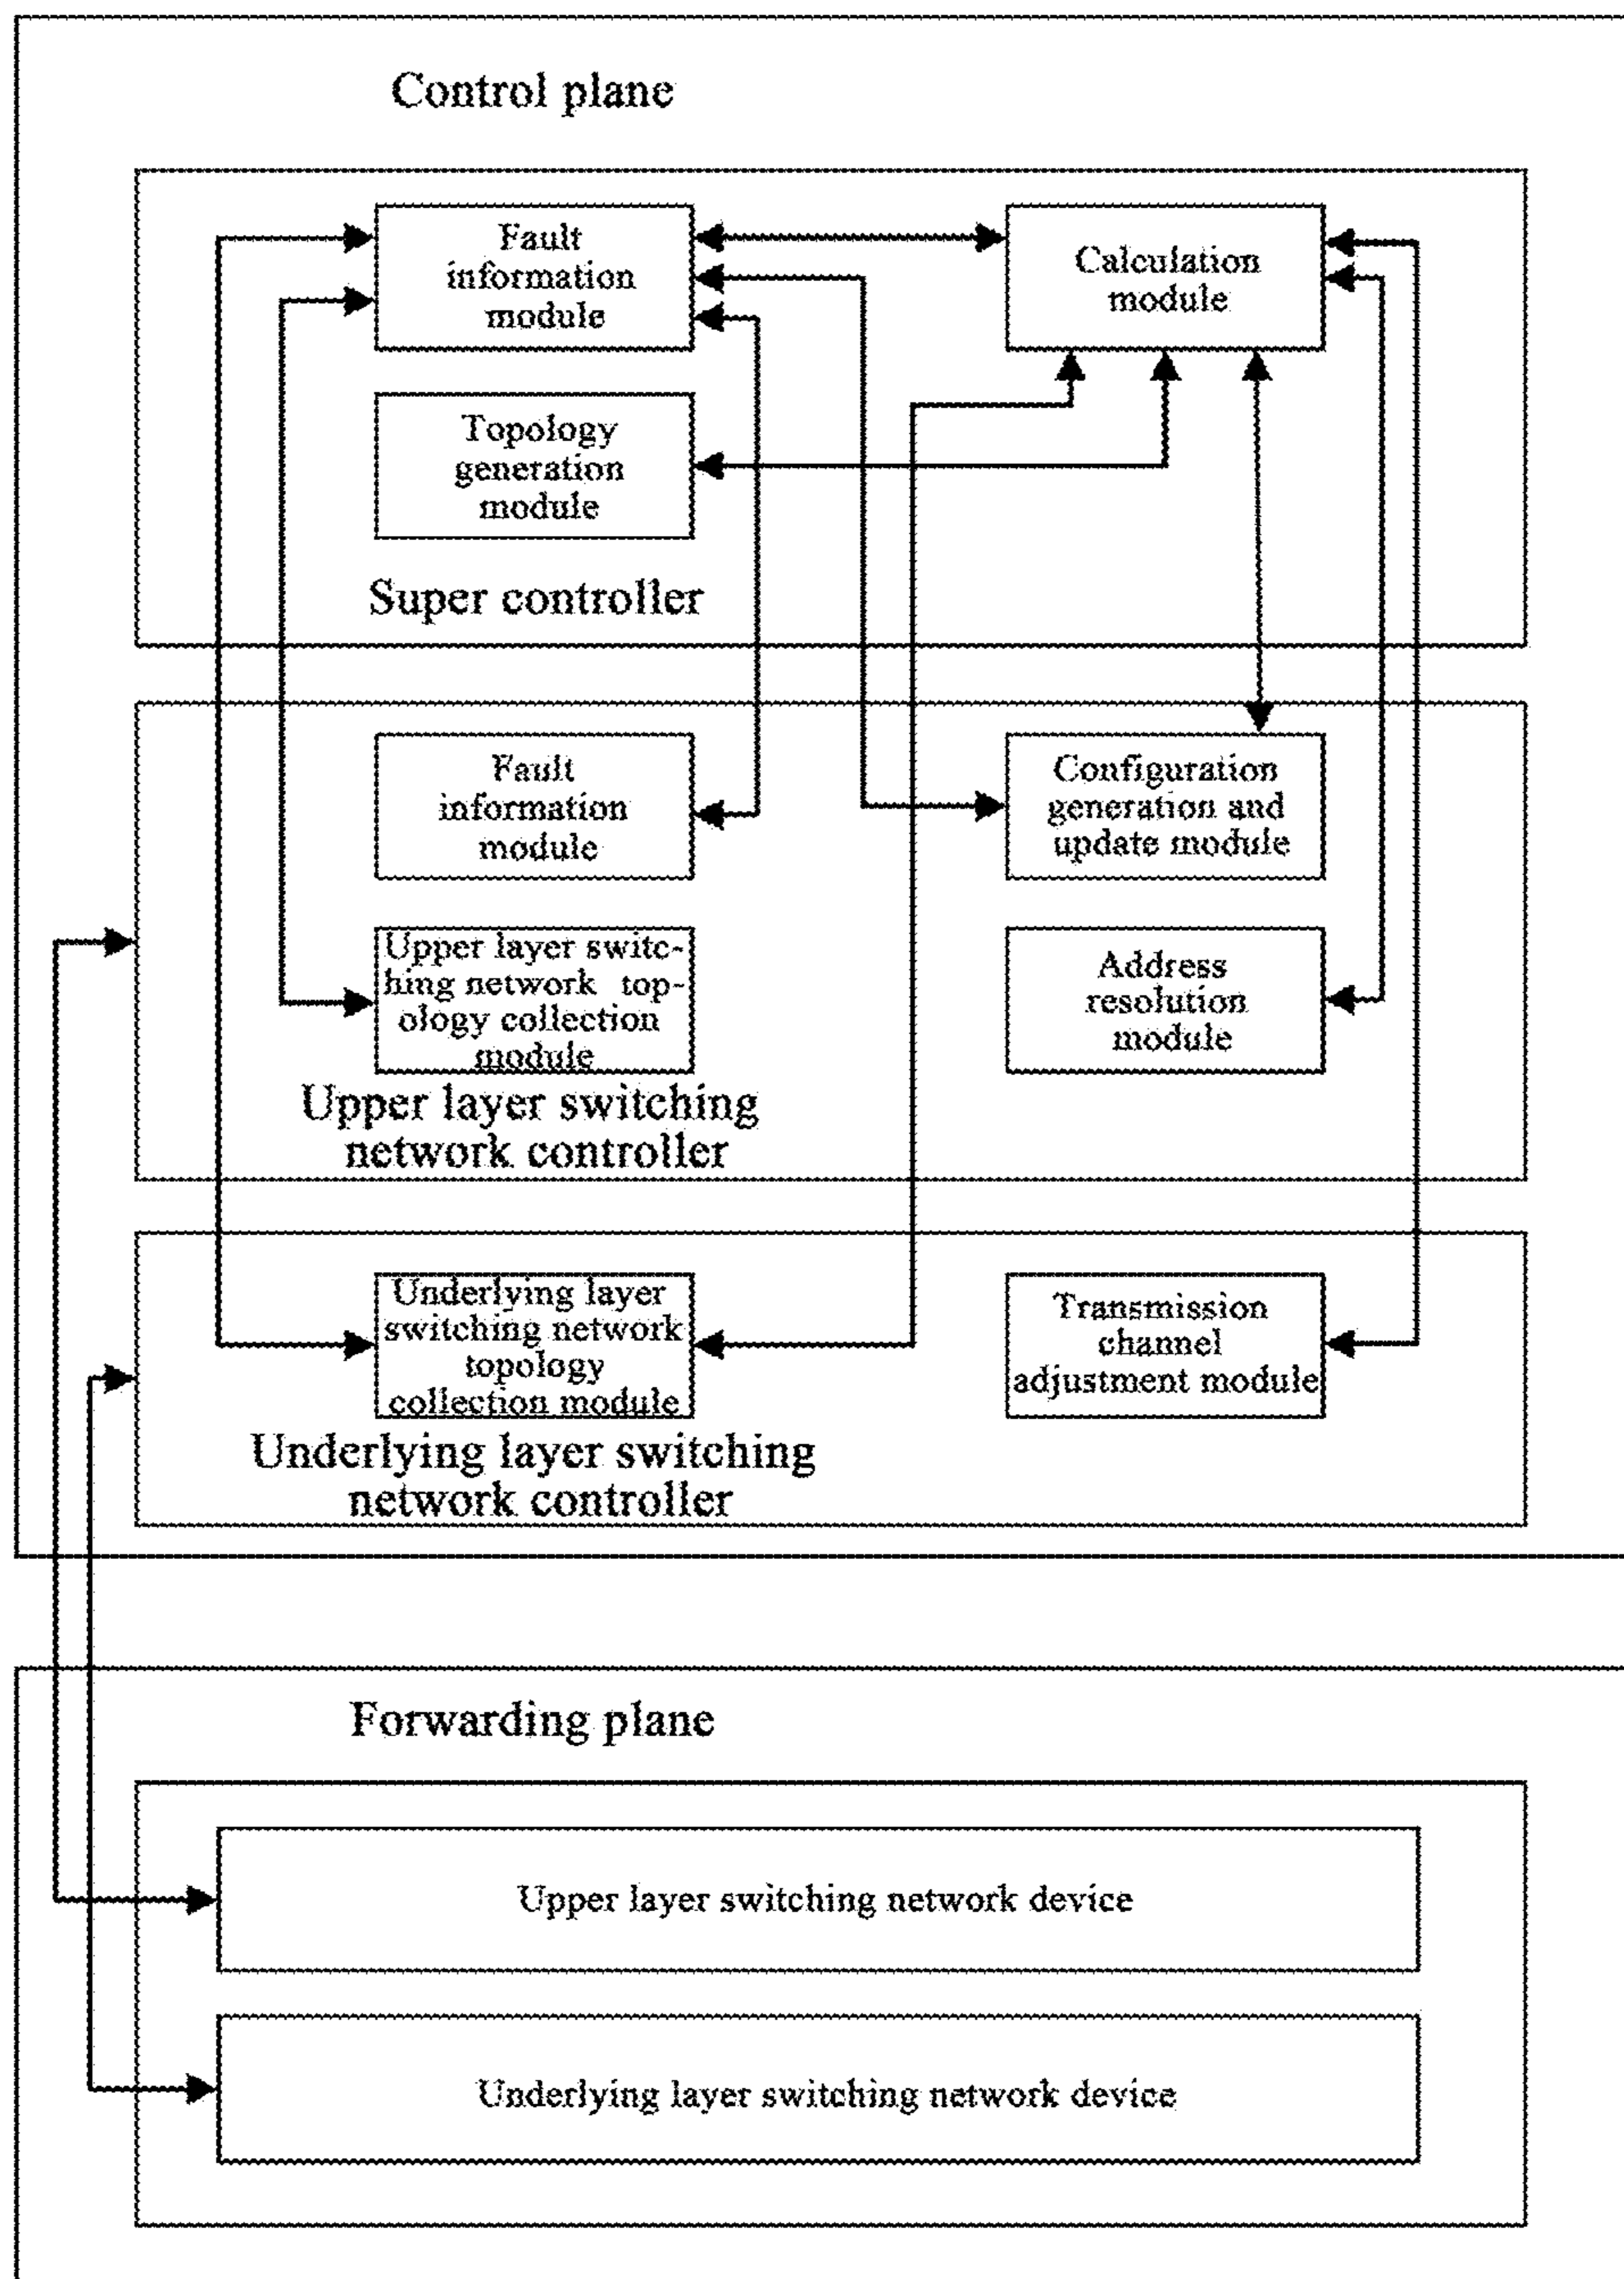 Control plane
Fault
information
module
Calculation
module
Topology
generation
module
Super controller
Fault
information
module
Configuration
generation and
update module
Upper layer switc-
hing network top-
ology collection
module
Address
resolution
module
Upper layer switching
network controller
Underlying layer
switching network
topology
collection module
Transmission
channel
adjustment module
Underlying layer switching
network controller
Forwarding plane
Upper layer switching network device
Underlying layer switching network device